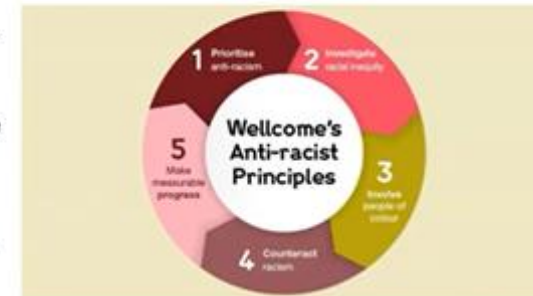 Wellcome's
Anti-racist
Principles
1 Prioritise
anti-racism
2 Investigate
racial inequity
3
Involve
people of
colour
4 Counteract
racism
5
Make
measurable
progress